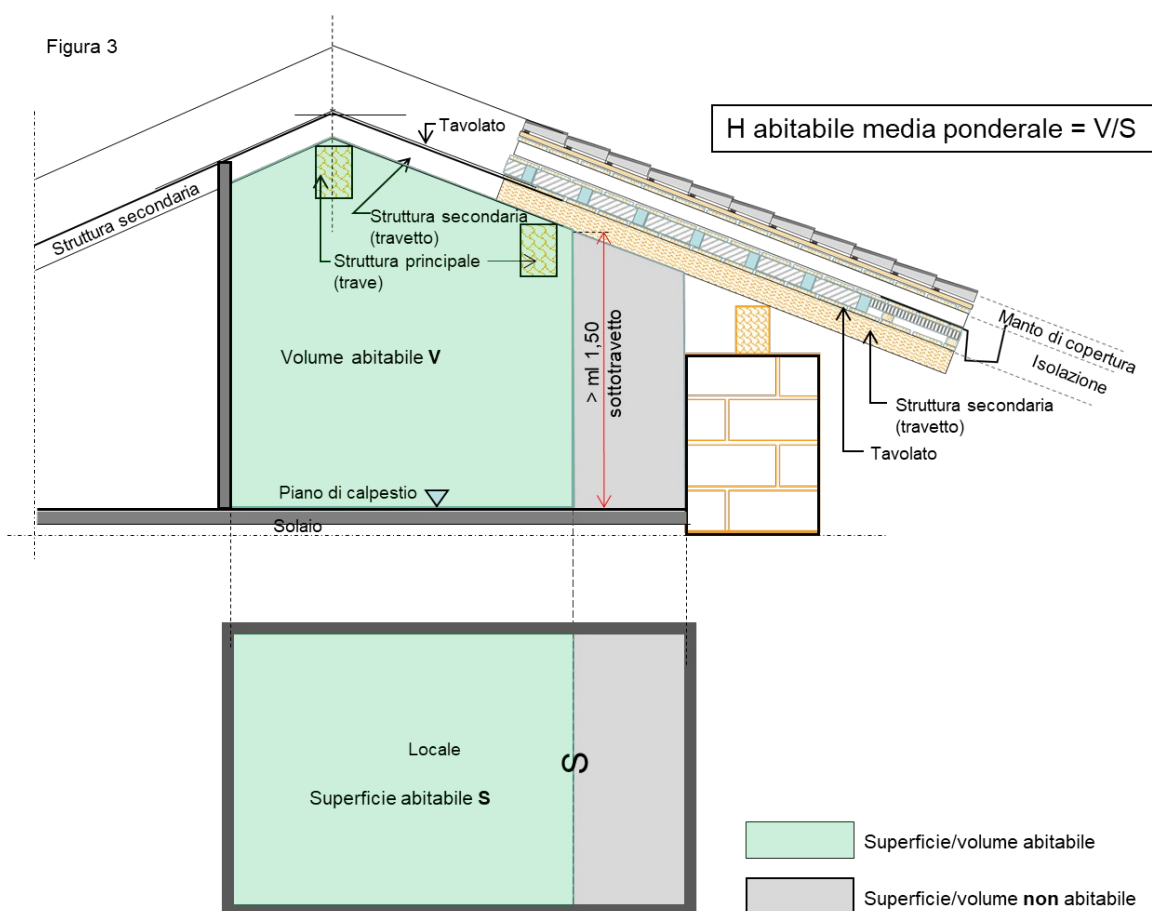 Figura 3
H abitabile media ponderale = V/S
Tavolato
Struttura secondaria
Struttura secondaria
(travetto)
Struttura principale
(trave)
Volume abitabile V
> ml 1,50
sottotravetto
Manto di copertura
Isolazione
Struttura secondaria
(travetto)
Tavolato
Piano di calpestio
Solaio
Locale
S
Superficie abitabile S
Superficie/volume abitabile
Superficie/volume non abitabile